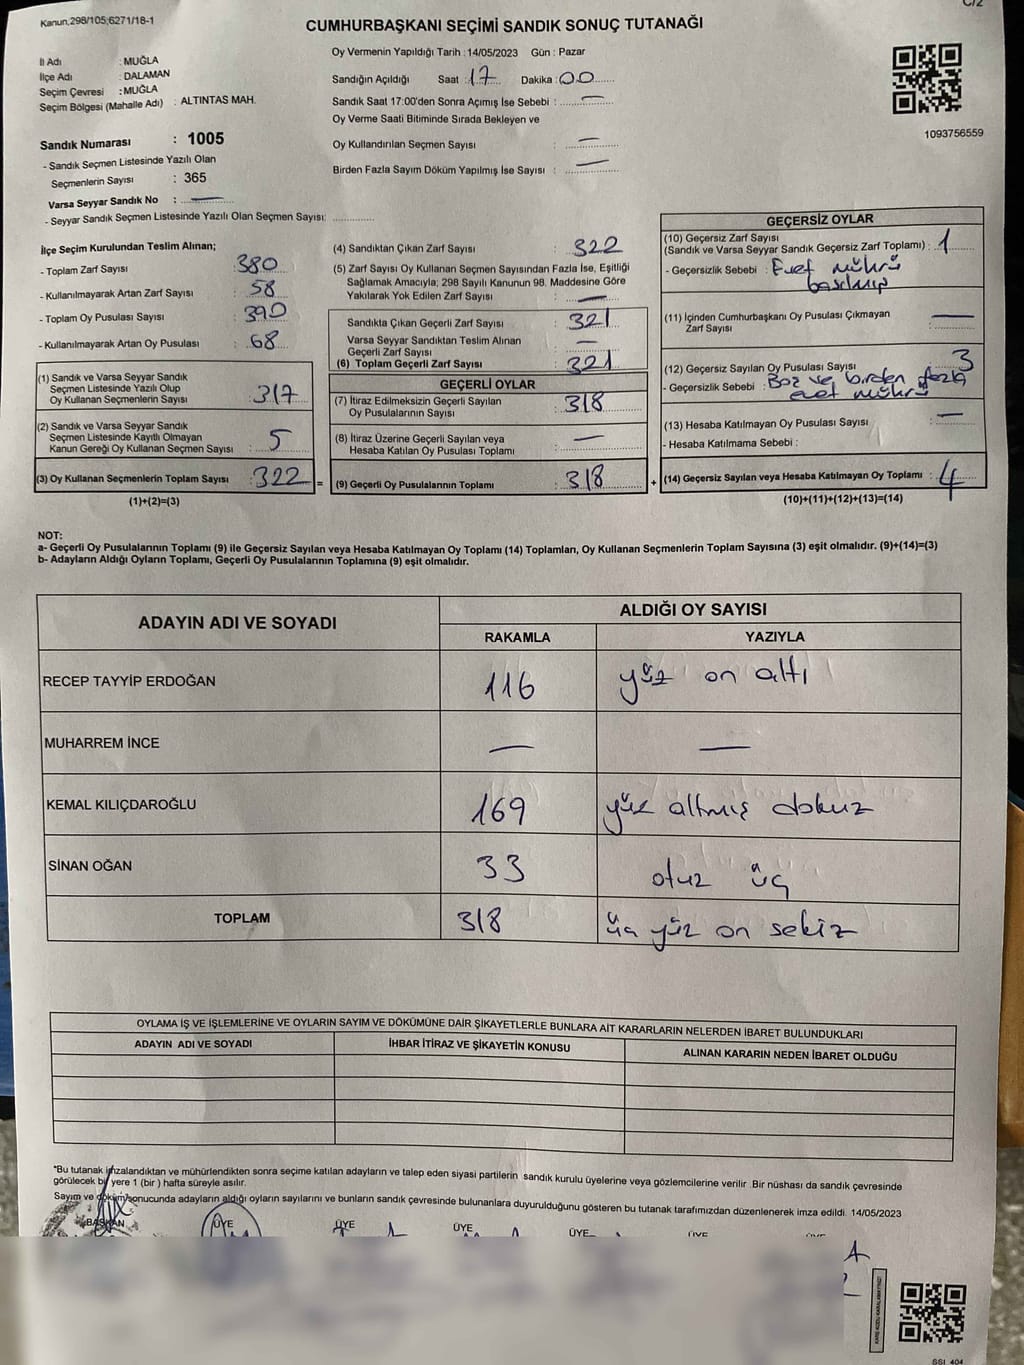 C/2
Kanun,298/105;6271/18-1
CUMHURBAŞKANI SEÇİMİ SANDIK SONUÇ TUTANAĞI
İl Adı : MUĞLA
İlçe Adı : DALAMAN
Seçim Çevresi : MUĞLA
Seçim Bölgesi (Mahalle Adı) : ALTINTAS MAH.
Oy Vermenin Yapıldığı Tarih : 14/05/2023 Gün : Pazar
Sandığın Açıldığı Saat : 17 Dakika : 00
Sandık Saat 17:00'den Sonra Açımış İse Sebebi : —
Oy Verme Saati Bitiminde Sırada Bekleyen ve
Oy Kullandırılan Seçmen Sayısı : —
Birden Fazla Sayım Döküm Yapılmış İse Sayısı : —
1093756559
Sandık Numarası : 1005
- Sandık Seçmen Listesinde Yazılı Olan
Seçmenlerin Sayısı : 365
Varsa Seyyar Sandık No : —
- Seyyar Sandık Seçmen Listesinde Yazılı Olan Seçmen Sayısı:
İlçe Seçim Kurulundan Teslim Alınan;
- Toplam Zarf Sayısı : 380
- Kullanılmayarak Artan Zarf Sayısı : 58
- Toplam Oy Pusulası Sayısı : 390
- Kullanılmayarak Artan Oy Pusulası : 68
(1) Sandık ve Varsa Seyyar Sandık
Seçmen Listesinde Yazılı Olup
Oy Kullanan Seçmenlerin Sayısı : 317
(2) Sandık ve Varsa Seyyar Sandık
Seçmen Listesinde Kayıtlı Olmayan
Kanun Gereği Oy Kullanan Seçmen Sayısı : 5
(3) Oy Kullanan Seçmenlerin Toplam Sayısı : 322 =
(1)+(2)=(3)
(4) Sandıktan Çıkan Zarf Sayısı : 322
(5) Zarf Sayısı Oy Kullanan Seçmen Sayısından Fazla İse, Eşitliği
Sağlamak Amacıyla; 298 Sayılı Kanunun 98. Maddesine Göre
Yakılarak Yok Edilen Zarf Sayısı : —
Sandıkta Çıkan Geçerli Zarf Sayısı : 321
Varsa Seyyar Sandıktan Teslim Alınan
Geçerli Zarf Sayısı : —
(6) Toplam Geçerli Zarf Sayısı : 321
GEÇERLİ OYLAR
(7) İtiraz Edilmeksizin Geçerli Sayılan
Oy Pusulalarının Sayısı : 318
(8) İtiraz Üzerine Geçerli Sayılan veya
Hesaba Katılan Oy Pusulası Toplamı : —
(9) Geçerli Oy Pusulalarının Toplamı : 318 +
GEÇERSİZ OYLAR
(10) Geçersiz Zarf Sayısı
(Sandık ve Varsa Seyyar Sandık Geçersiz Zarf Toplamı) : 1
- Geçersizlik Sebebi : Evet mührü
basılmış
(11) İçinden Cumhurbaşkanı Oy Pusulası Çıkmayan
Zarf Sayısı : —
(12) Geçersiz Sayılan Oy Pusulası Sayısı : 3
- Geçersizlik Sebebi : Boz ve birden fazla
evet mührü
(13) Hesaba Katılmayan Oy Pusulası Sayısı : —
- Hesaba Katılmama Sebebi :
(14) Geçersiz Sayılan veya Hesaba Katılmayan Oy Toplamı : 4
(10)+(11)+(12)+(13)=(14)
NOT:
a- Geçerli Oy Pusulalarının Toplamı (9) ile Geçersiz Sayılan veya Hesaba Katılmayan Oy Toplamı (14) Toplamları, Oy Kullanan Seçmenlerin Toplam Sayısına (3) eşit olmalıdır. (9)+(14)=(3)
b- Adayların Aldığı Oyların Toplamı, Geçerli Oy Pusulalarının Toplamına (9) eşit olmalıdır.
ADAYIN ADI VE SOYADI ALDIĞI OY SAYISI
RAKAMLA YAZIYLA
RECEP TAYYİP ERDOĞAN 116 yüz on altı
MUHARREM İNCE — —
KEMAL KILIÇDAROĞLU 169 yüz altmış dokuz
SİNAN OĞAN 33 otuz üç
TOPLAM 318 üç yüz on sekiz
OYLAMA İŞ VE İŞLEMLERİNE VE OYLARIN SAYIM VE DÖKÜMÜNE DAİR ŞİKAYETLERLE BUNLARA AİT KARARLARIN NELERDEN İBARET BULUNDUKLARI
ADAYIN ADI VE SOYADI İHBAR İTİRAZ VE ŞİKAYETİN KONUSU ALINAN KARARIN NEDEN İBARET OLDUĞU
*Bu tutanak imzalandıktan ve mühürlendikten sonra seçime katılan adayların ve talep eden siyasi partilerin sandık kurulu üyelerine veya gözlemcilerine verilir .Bir nüshası da sandık çevresinde
görülecek bir yere 1 (bir ) hafta süreyle asılır.
Sayım ve döküm sonucunda adayların aldığı oyların sayılarını ve bunların sandık çevresinde bulunanlara duyurulduğunu gösteren bu tutanak tarafımızdan düzenlenerek imza edildi. 14/05/2023
BAŞKAN ÜYE ÜYE ÜYE ÜYE ÜYE
KARE KODU KARALAMAYINIZ!
SSI_404